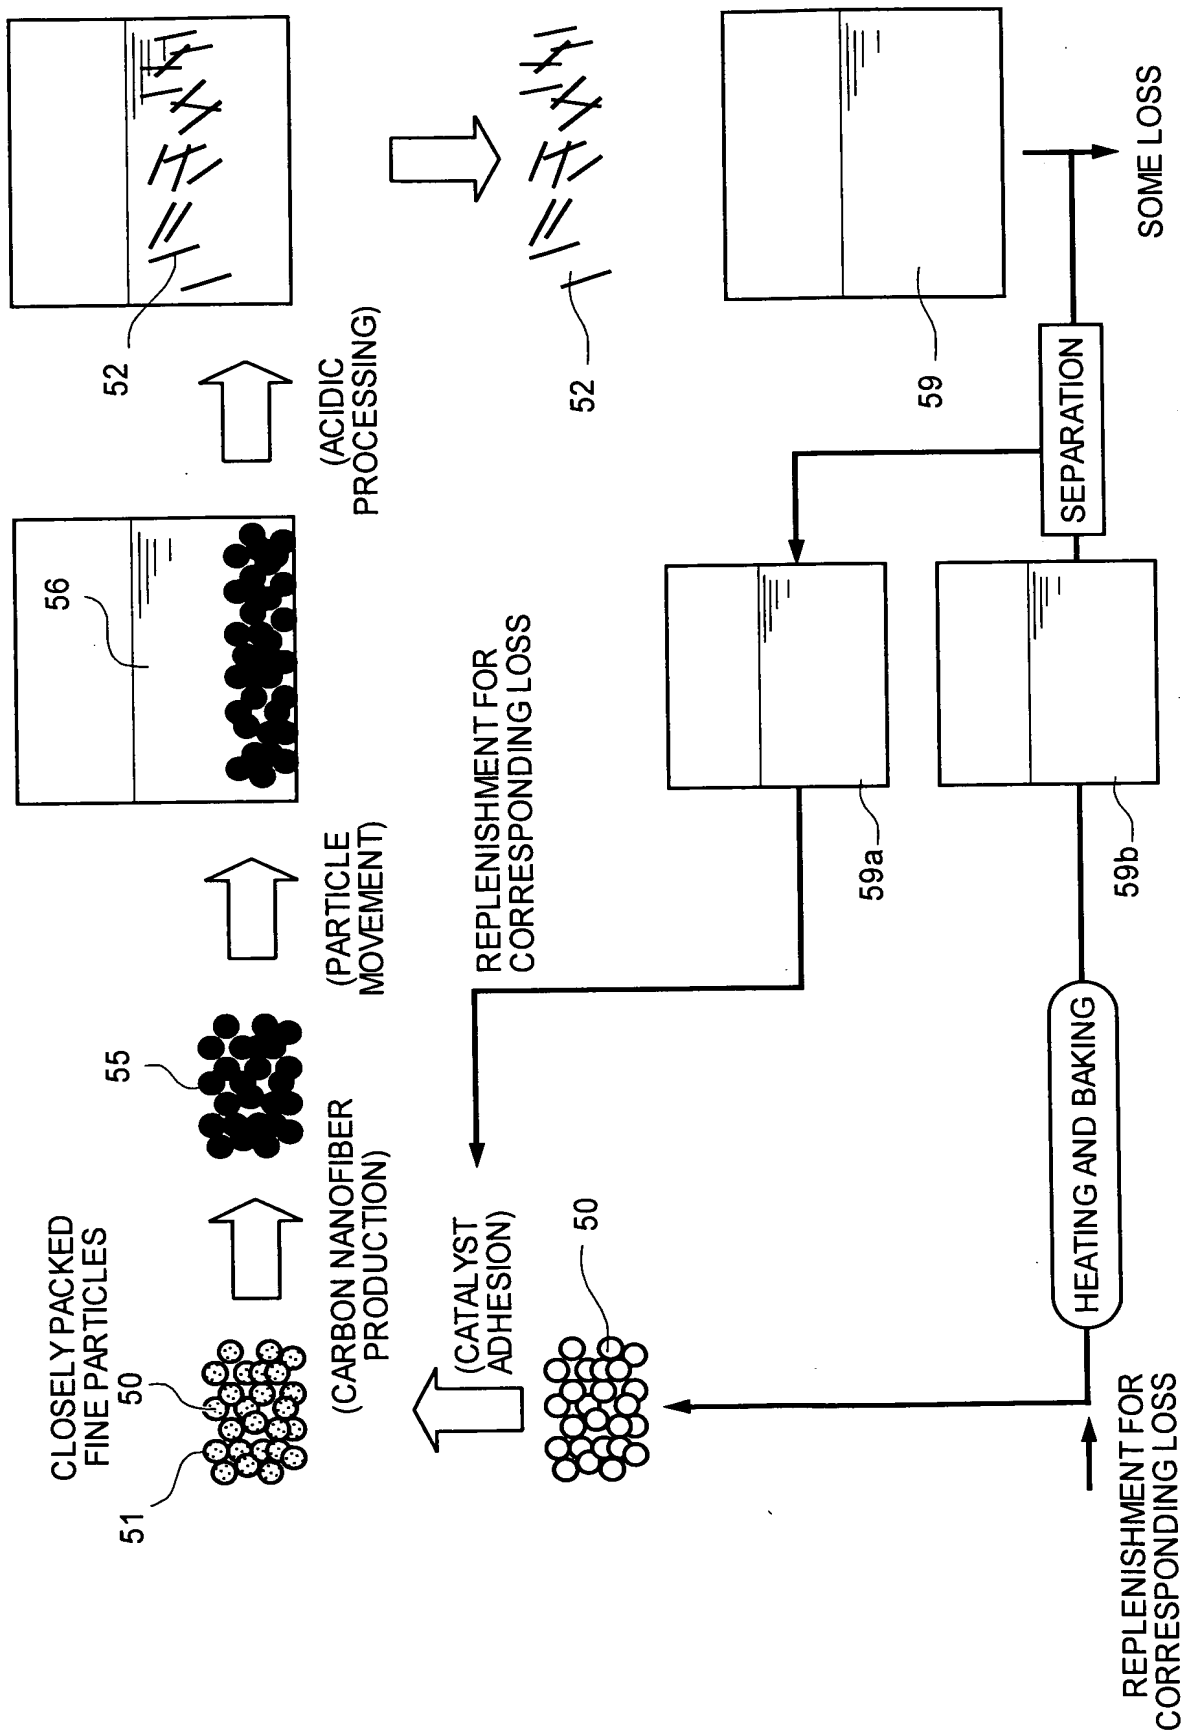 CLOSELY PACKED
FINE PARTICLES
51
50
55
56
52
(CARBON NANOFIBER
PRODUCTION)
(PARTICLE
MOVEMENT)
(ACIDIC
PROCESSING)
(CATALYST
ADHESION)
50
REPLENISHMENT FOR
CORRESPONDING LOSS
52
59a
59
59b
HEATING AND BAKING
SEPARATION
SOME LOSS
REPLENISHMENT FOR
CORRESPONDING LOSS